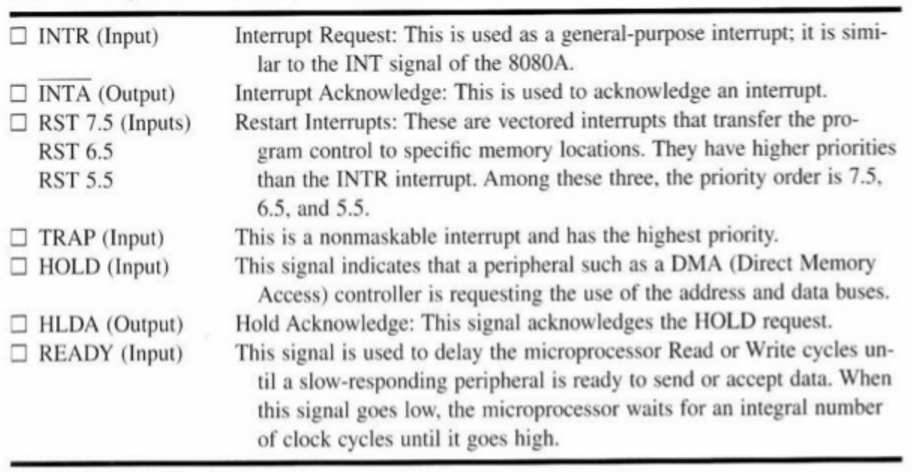 ☐ INTR (Input) Interrupt Request: This is used as a general-purpose interrupt; it is simi-
lar to the INT signal of the 8080A.
☐ I̅N̅T̅A̅ (Output) Interrupt Acknowledge: This is used to acknowledge an interrupt.
☐ RST 7.5 (Inputs) Restart Interrupts: These are vectored interrupts that transfer the pro-
RST 6.5 gram control to specific memory locations. They have higher priorities
RST 5.5 than the INTR interrupt. Among these three, the priority order is 7.5,
6.5, and 5.5.
☐ TRAP (Input) This is a nonmaskable interrupt and has the highest priority.
☐ HOLD (Input) This signal indicates that a peripheral such as a DMA (Direct Memory
Access) controller is requesting the use of the address and data buses.
☐ HLDA (Output) Hold Acknowledge: This signal acknowledges the HOLD request.
☐ READY (Input) This signal is used to delay the microprocessor Read or Write cycles un-
til a slow-responding peripheral is ready to send or accept data. When
this signal goes low, the microprocessor waits for an integral number
of clock cycles until it goes high.